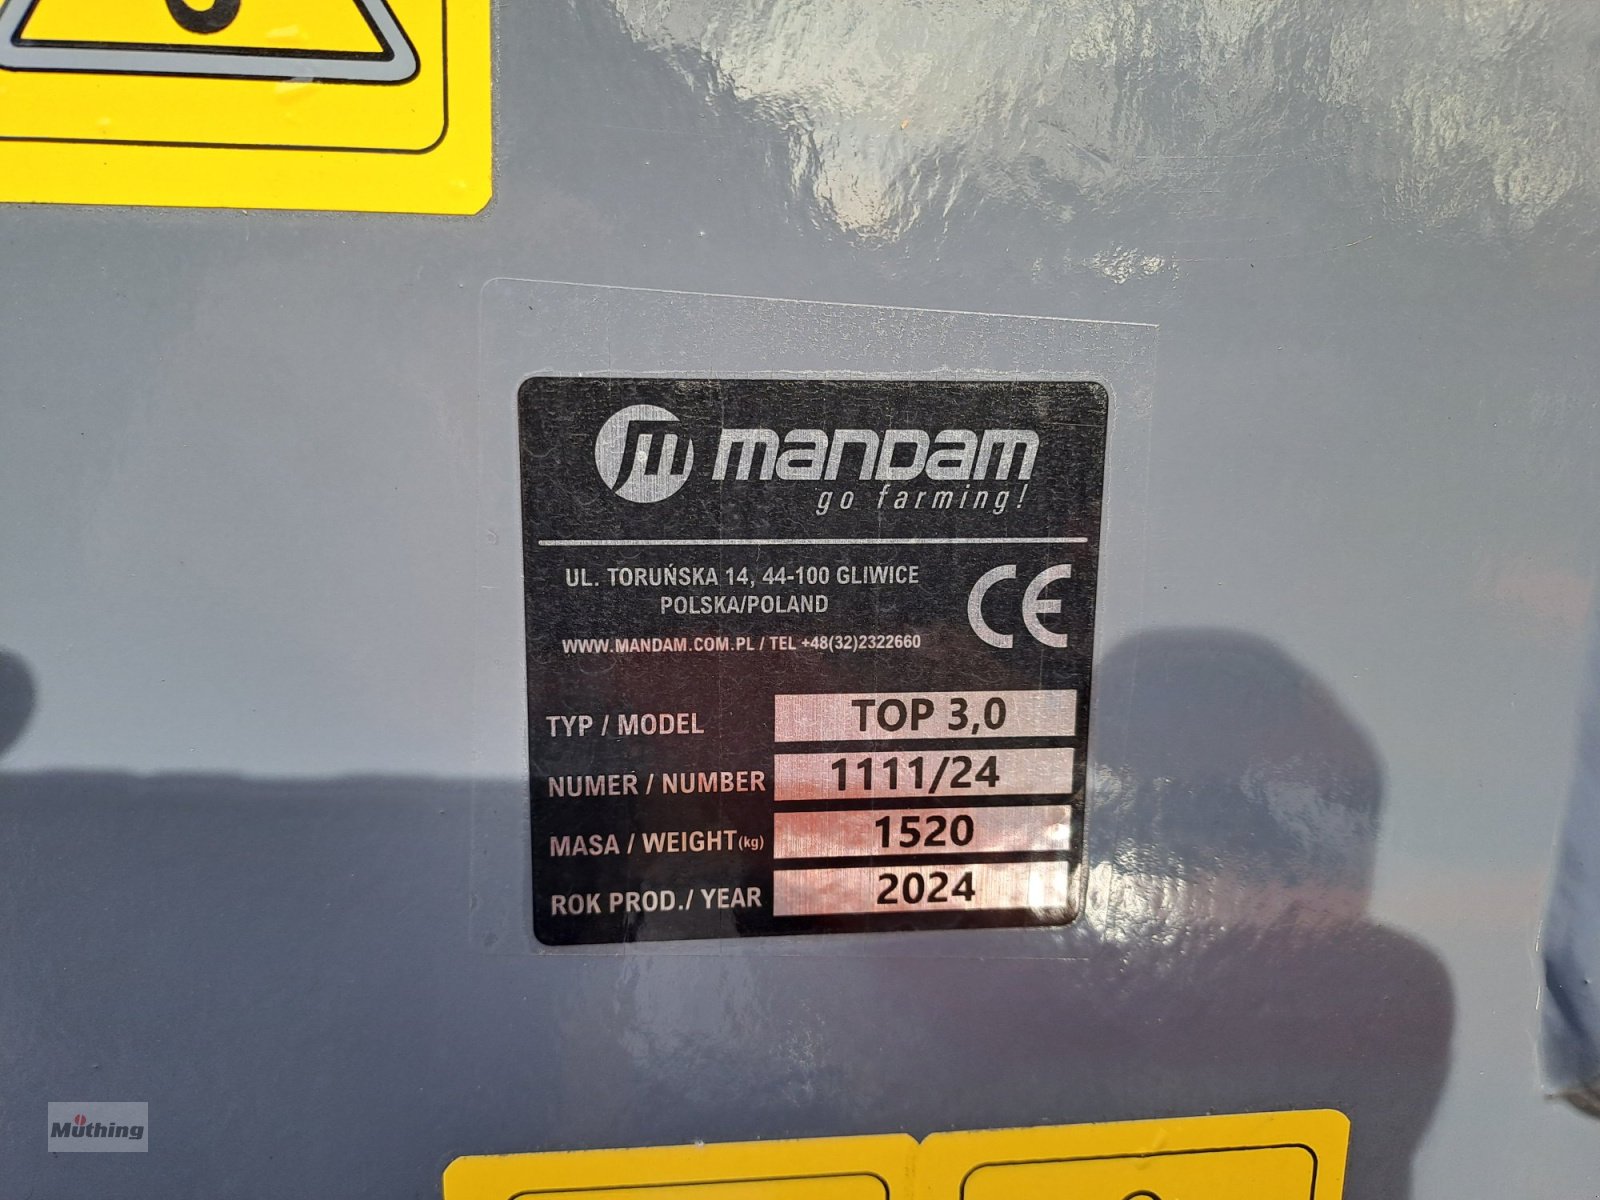 mandam
go farming!
UL. TORUŃSKA 14, 44-100 GLIWICE
POLSKA/POLAND
CE
WWW.MANDAM.COM.PL / TEL +48(32)2322660
TYP / MODEL TOP 3,0
NUMER / NUMBER 1111/24
MASA / WEIGHT(kg) 1520
ROK PROD./ YEAR 2024
Müthing